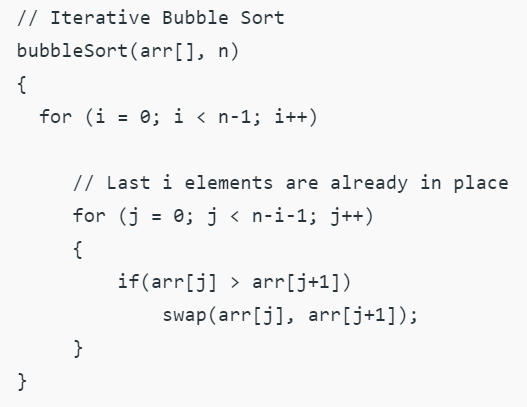 // Iterative Bubble Sort
bubbleSort(arr[], n)
{
for (i = 0; i < n-1; i++)
// Last i elements are already in place
for (j = 0; j < n-i-1; j++)
{
if(arr[j] > arr[j+1])
swap(arr[j], arr[j+1]);
}
}